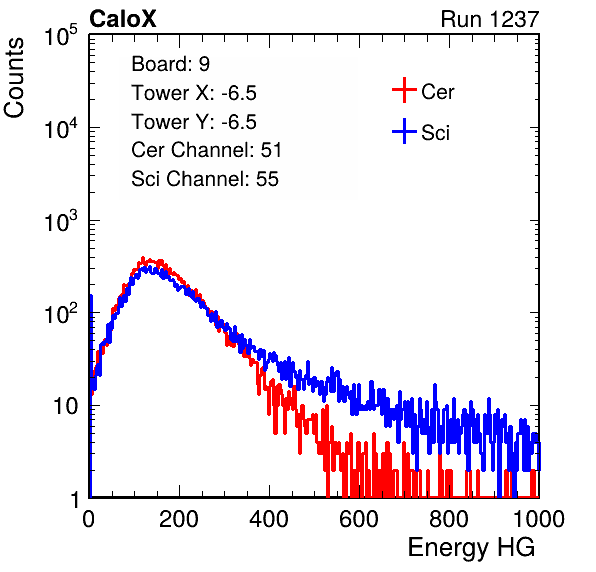 CaloX Run 1237
Counts
Board: 9
Tower X: -6.5
Tower Y: -6.5
Cer Channel: 51
Sci Channel: 55
Cer
Sci
10^5
10^4
10^3
10^2
10
1
0 200 400 600 800 1000
Energy HG